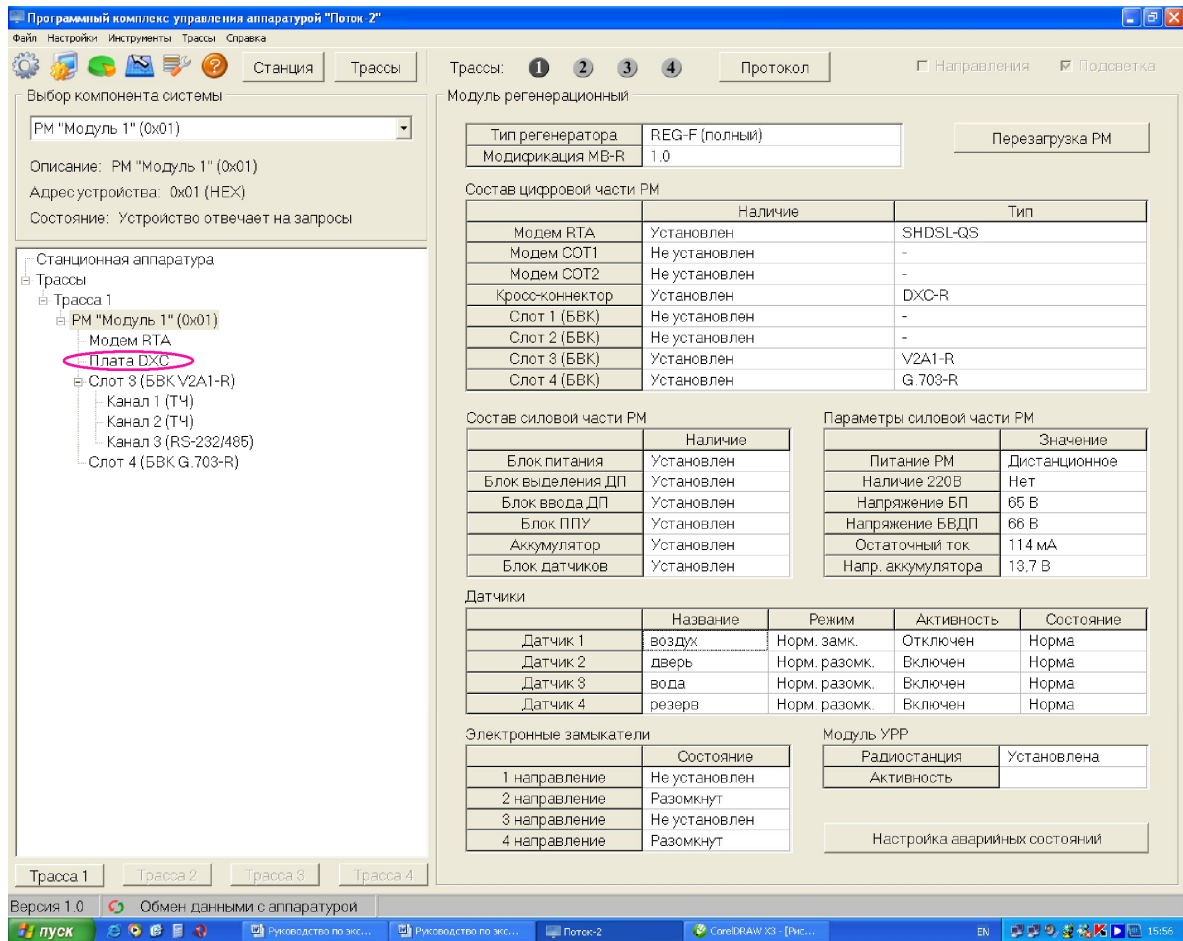 Программный комплекс управления аппаратурой "Поток-2"
Файл Настройки Инструменты Трассы Справка
Станция Трассы Трассы: 1 2 3 4 Протокол Направления Подсветка
Выбор компонента системы
РМ "Модуль 1" (0x01)
Описание: РМ "Модуль 1" (0x01)
Адрес устройства: 0x01 (HEX)
Состояние: Устройство отвечает на запросы
Станционная аппаратура
Трассы
Трасса 1
РМ "Модуль 1" (0x01)
Модем RTA
Плата DXC
Слот 3 (БВК V2A1-R)
Канал 1 (ТЧ)
Канал 2 (ТЧ)
Канал 3 (RS-232/485)
Слот 4 (БВК G.703-R)
Трасса 1 Трасса 2 Трасса 3 Трасса 4
Модуль регенерационный
Тип регенератора REG-F (полный)
Модификация MB-R 1.0
Перезагрузка РМ
Состав цифровой части РМ
Наличие Тип
Модем RTA Установлен SHDSL-QS
Модем СОТ1 Не установлен -
Модем СОТ2 Не установлен -
Кросс-коннектор Установлен DXC-R
Слот 1 (БВК) Не установлен -
Слот 2 (БВК) Не установлен -
Слот 3 (БВК) Установлен V2A1-R
Слот 4 (БВК) Установлен G.703-R
Состав силовой части РМ
Наличие
Блок питания Установлен
Блок выделения ДП Установлен
Блок ввода ДП Установлен
Блок ППУ Установлен
Аккумулятор Установлен
Блок датчиков Установлен
Параметры силовой части РМ
Значение
Питание РМ Дистанционное
Наличие 220В Нет
Напряжение БП 65 В
Напряжение БВДП 66 В
Остаточный ток 114 мА
Напр. аккумулятора 13,7 В
Датчики
Название Режим Активность Состояние
Датчик 1 воздух Норм. замк. Отключен Норма
Датчик 2 дверь Норм. разомк. Включен Норма
Датчик 3 вода Норм. разомк. Включен Норма
Датчик 4 резерв Норм. разомк. Включен Норма
Электронные замыкатели
Состояние
1 направление Не установлен
2 направление Разомкнут
3 направление Не установлен
4 направление Разомкнут
Модуль УРР
Радиостанция Установлена
Активность
Настройка аварийных состояний
Версия 1.0 Обмен данными с аппаратурой
пуск Руководство по экс... Руководство по экс... Поток-2 CorelDRAW X3 - [Рис... EN 15:56